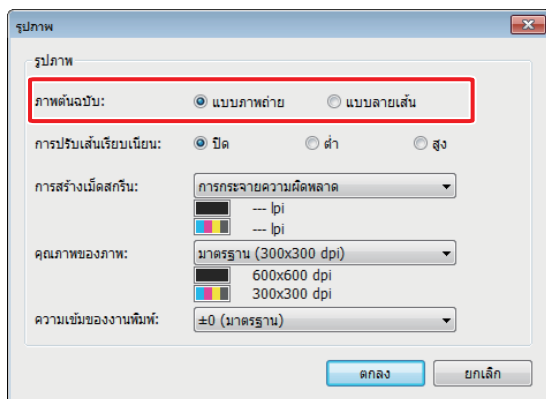 รูปภาพ
รูปภาพ
ภาพต้นฉบับ: แบบภาพถ่าย แบบลายเส้น
การปรับเส้นเรียบเนียน: ปิด ต่ำ สูง
การสร้างเม็ดสกรีน: การกระจายความผิดพลาด
--- lpi
--- lpi
คุณภาพของภาพ: มาตรฐาน (300x300 dpi)
600x600 dpi
300x300 dpi
ความเข้มของงานพิมพ์: ±0 (มาตรฐาน)
ตกลง ยกเลิก